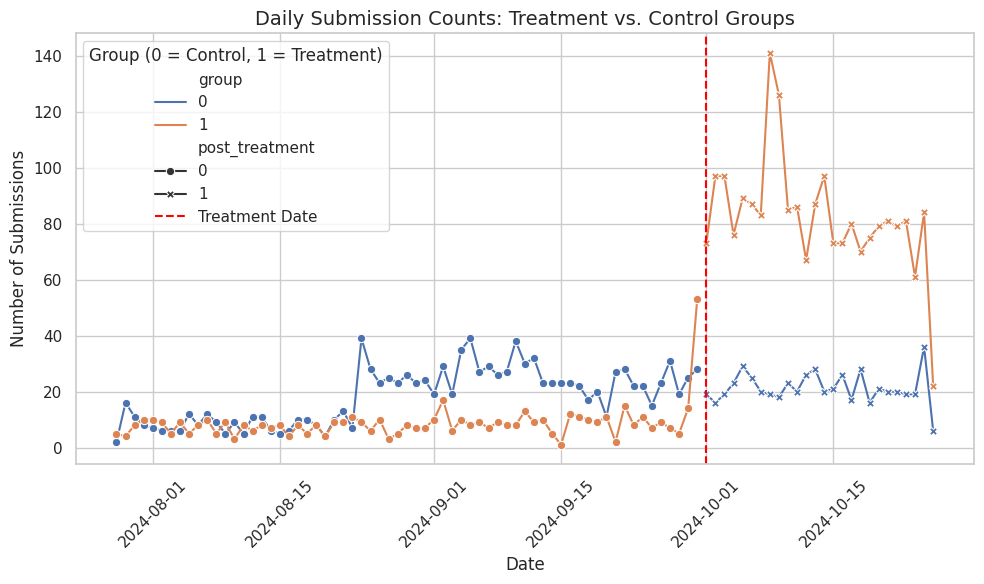 Daily Submission Counts: Treatment vs. Control Groups
Group (0 = Control, 1 = Treatment)
group
0
1
post_treatment
0
1
Treatment Date
Number of Submissions
140
120
100
80
60
40
20
0
2024-08-01
2024-08-15
2024-09-01
2024-09-15
2024-10-01
2024-10-15
Date